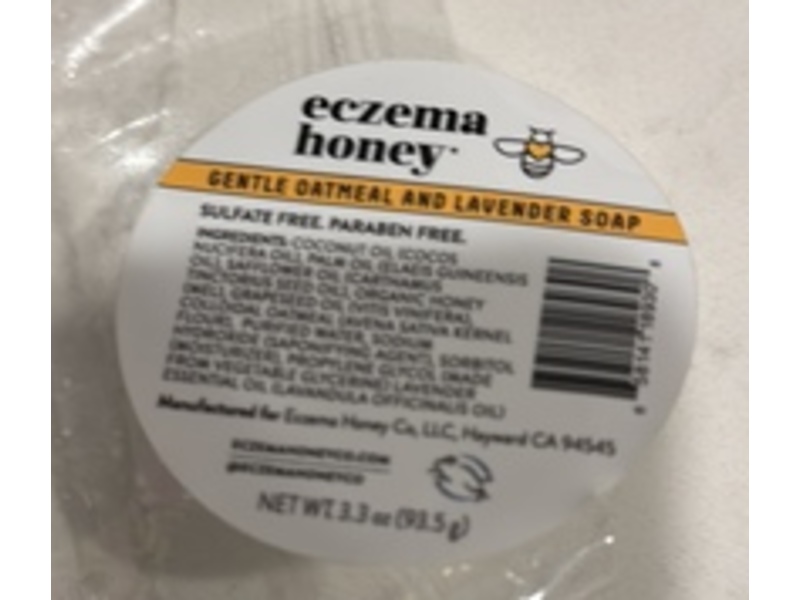 eczema
honey
GENTLE OATMEAL AND LAVENDER SOAP
SULFATE FREE. PARABEN FREE.
INGREDIENTS: COCONUT OIL (COCOS
NUCIFERA OIL), PALM OIL (ELAEIS GUINEENSIS
OIL), SAFFLOWER OIL (CARTHAMUS
TINCTORIUS SEED OIL), ORGANIC HONEY
(MEL), GRAPESEED OIL (VITIS VINIFERA),
COLLOIDAL OATMEAL (AVENA SATIVA KERNEL
FLOUR), PURIFIED WATER, SODIUM
HYDROXIDE (SAPONIFYING AGENT), SORBITOL
(MOISTURIZER), PROPYLENE GLYCOL (MADE
FROM VEGETABLE GLYCERINE) LAVENDER
ESSENTIAL OIL (LAVANDULA OFFICINALIS OIL)
Manufactured for Eczema Honey Co, LLC, Hayward CA 94545
ECZEMAHONEYCO.COM
@ECZEMAHONEYCO
NET WT. 3.3 oz (93.5 g)